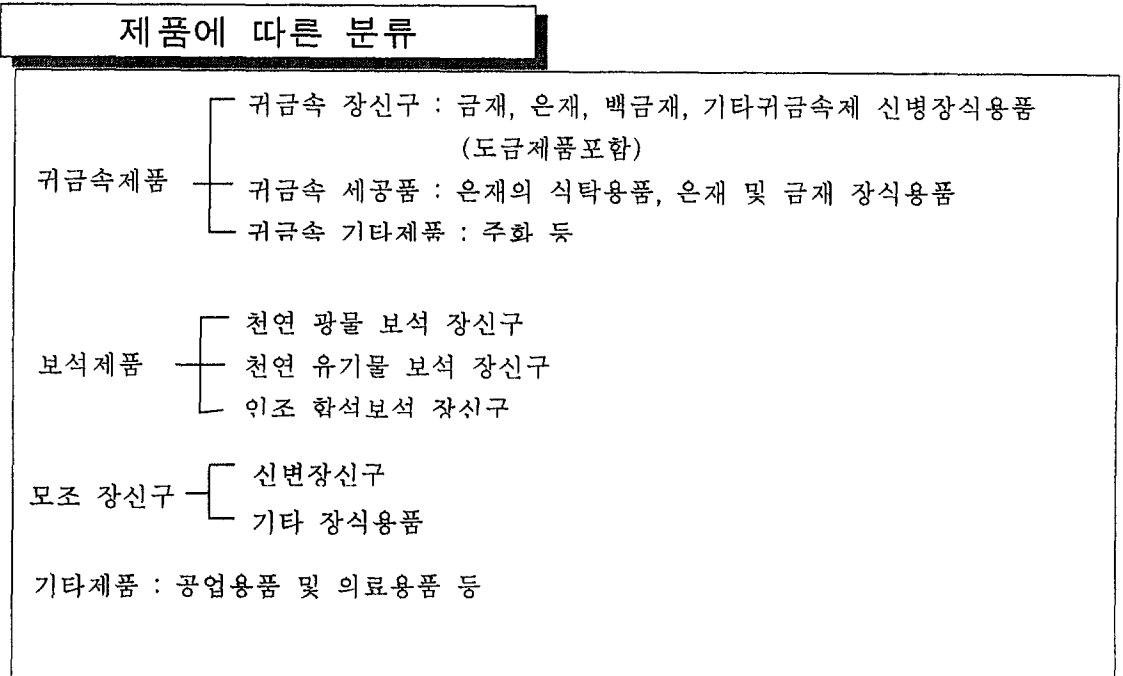 제품에 따른 분류
귀금속 장신구 : 금재, 은재, 백금재, 기타귀금속제 신병장식용품
(도금제품포함)
귀금속제품
귀금속 세공품 : 은재의 식탁용품, 은재 및 금재 장식용품
귀금속 기타제품 : 주화 등
천연 광물 보석 장신구
보석제품
천연 유기물 보석 장신구
인조 합석보석 장신구
신변장신구
모조 장신구
기타 장식용품
기타제품 : 공업용품 및 의료용품 등